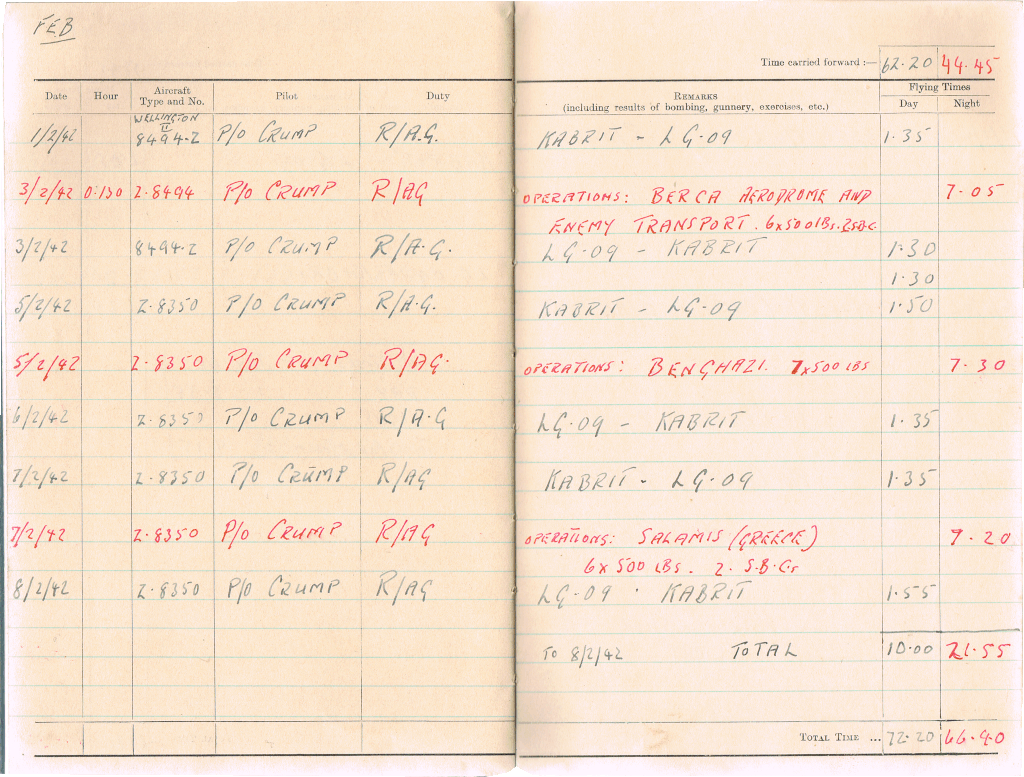 FEB
Time carried forward :— 62.20 44.45
Date Hour Aircraft Type and No. Pilot Duty REMARKS (including results of bombing, gunnery, exercises, etc.) Flying Times Day Night
1/2/42 WELLINGTON II 8494.Z P/O CRUMP R/A.G. KABRIT - LG.09 1.35
3/2/42 0:130 Z.8494 P/O CRUMP R/AG OPERATIONS: BERCA AERODROME AND 7.05
ENEMY TRANSPORT. 6x500LBS. 2SBC.
3/2/42 8494.Z P/O CRUMP R/A.G. LG.09 - KABRIT 1.30
1.30
5/2/42 Z.8350 P/O CRUMP R/A.G. KABRIT - LG.09 1.50
5/2/42 Z.8350 P/O CRUMP R/AG. OPERATIONS: BENGHAZI. 7x500LBS 7.30
6/2/42 Z.8350 P/O CRUMP R/A.G LG.09 - KABRIT 1.35
7/2/42 Z.8350 P/O CRUMP R/AG KABRIT - LG.09 1.35
7/2/42 Z.8350 P/O CRUMP R/AG OPERATIONS: SALAMIS (GREECE) 7.20
6x500 LBS. 2. S.B.Cs
8/2/42 Z.8350 P/O CRUMP R/AG LG.09 . KABRIT 1.55
TO 8/2/42 TOTAL 10.00 21.55
TOTAL TIME ... 72.20 66.40